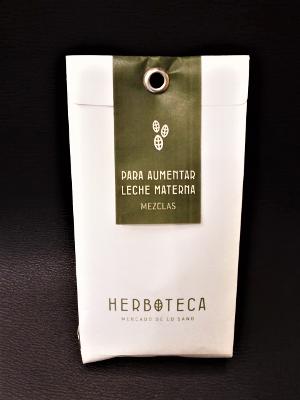 PARA AUMENTAR
LECHE MATERNA
MEZCLAS
HERBOTECA
MERCADO DE LO SANO